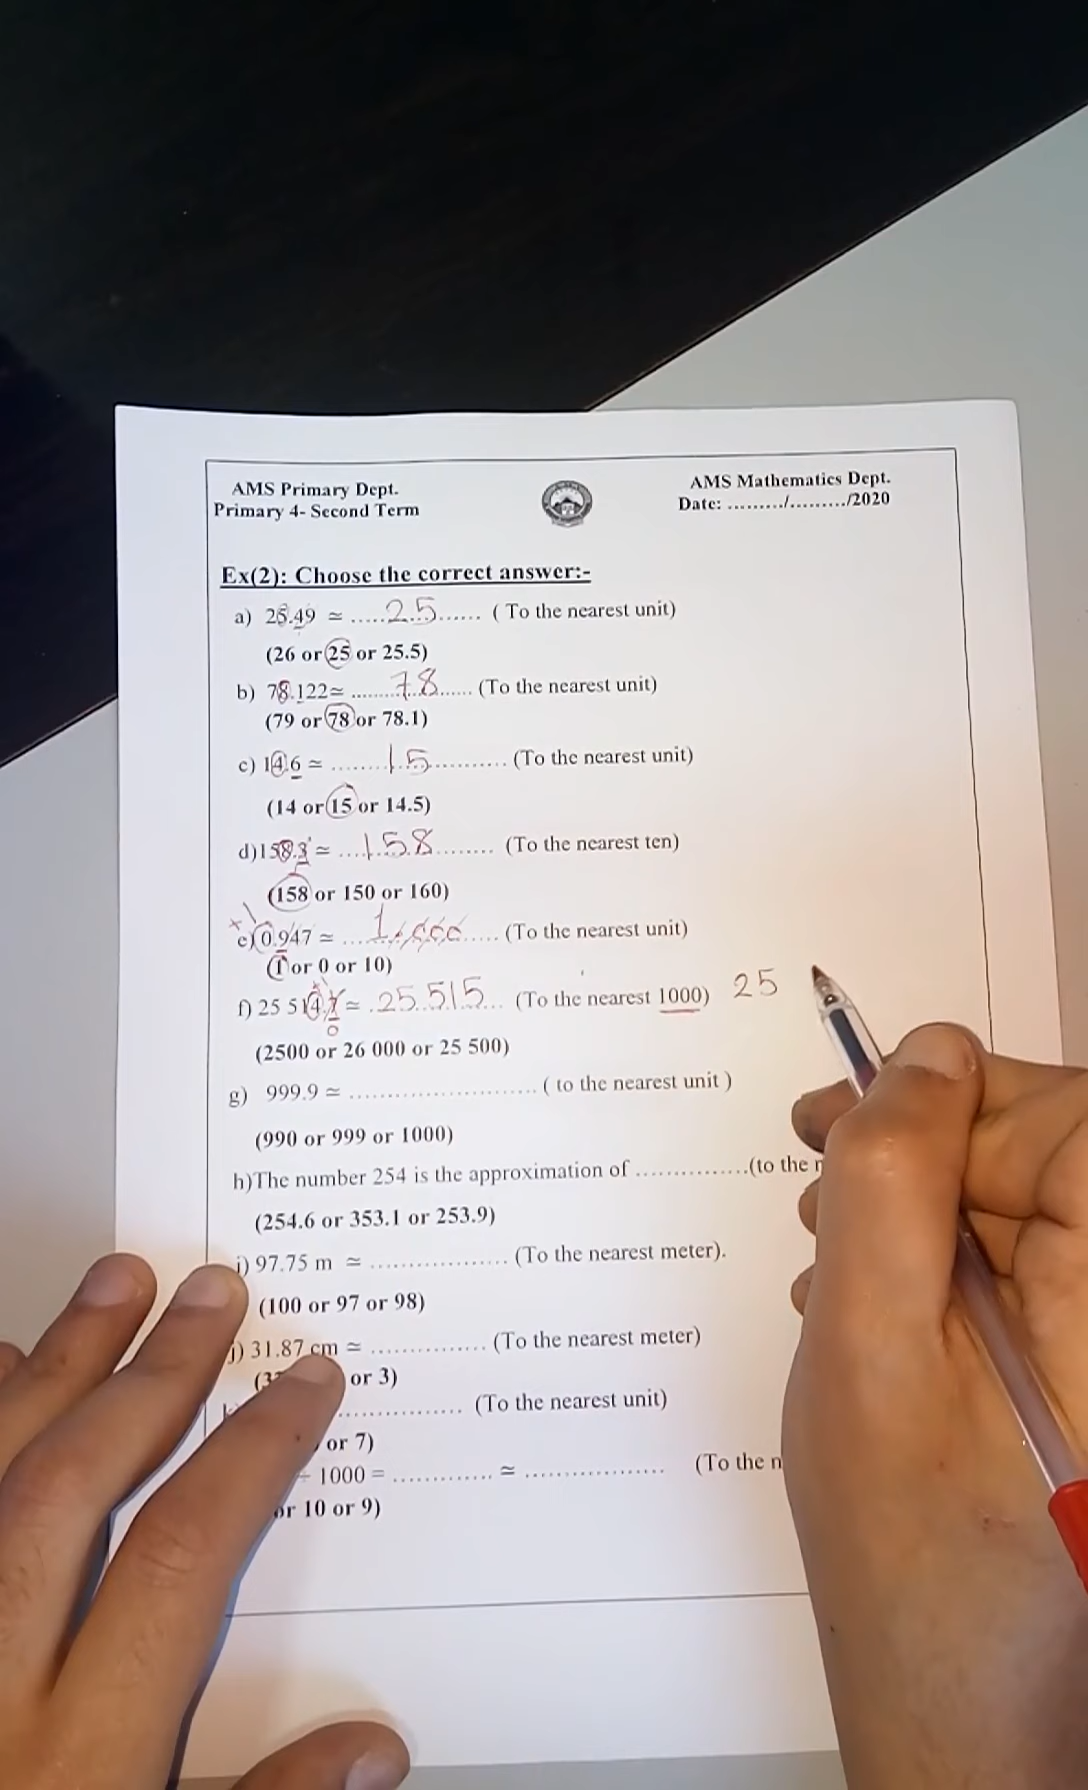 AMS Primary Dept.
Primary 4- Second Term
AMS Mathematics Dept.
Date: ........./........./2020
Ex(2): Choose the correct answer:-
a) 25.49 ≃ .....25...... ( To the nearest unit)
(26 or 25 or 25.5)
b) 78.122≃ .........78...... (To the nearest unit)
(79 or 78 or 78.1)
c) 14.6 ≃ ........15............ (To the nearest unit)
(14 or 15 or 14.5)
d)158.3 ≃ ....158......... (To the nearest ten)
(158 or 150 or 160)
e) 0.947 ≃ ....1........ (To the nearest unit)
(1 or 0 or 10)
f) 25 514. ≃ .25.515... (To the nearest 1000) 25
(2500 or 26 000 or 25 500)
g) 999.9 ≃ .......................... ( to the nearest unit )
(990 or 999 or 1000)
h)The number 254 is the approximation of ...............(to the
(254.6 or 353.1 or 253.9)
i) 97.75 m ≃ ................... (To the nearest meter).
(100 or 97 or 98)
j) 31.87 cm ≃ ................ (To the nearest meter)
or 3)
................. (To the nearest unit)
or 7)
÷ 1000 = .............. ≃ .................... (To the
or 10 or 9)